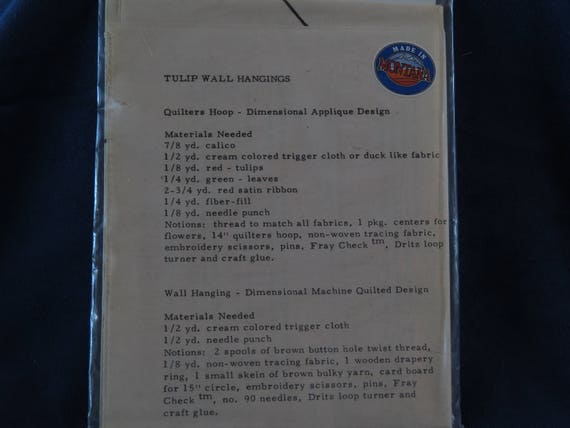 MADE IN
MONTANA
TULIP WALL HANGINGS
Quilters Hoop - Dimensional Applique Design
Materials Needed
7/8 yd. calico
1/2 yd. cream colored trigger cloth or duck like fabric
1/8 yd. red - tulips
1/4 yd. green - leaves
2-3/4 yd. red satin ribbon
1/4 yd. fiber-fill
1/8 yd. needle punch
Notions: thread to match all fabrics, 1 pkg. centers for
flowers, 14" quilters hoop, non-woven tracing fabric,
embroidery scissors, pins, Fray Check tm, Dritz loop
turner and craft glue.
Wall Hanging - Dimensional Machine Quilted Design
Materials Needed
1/2 yd. cream colored trigger cloth
1/2 yd. needle punch
Notions: 2 spools of brown button hole twist thread,
1/8 yd. non-woven tracing fabric, 1 wooden drapery
ring, 1 small skein of brown bulky yarn, card board
for 15" circle, embroidery scissors, pins, Fray
Check tm, no. 90 needles, Dritz loop turner and
craft glue.